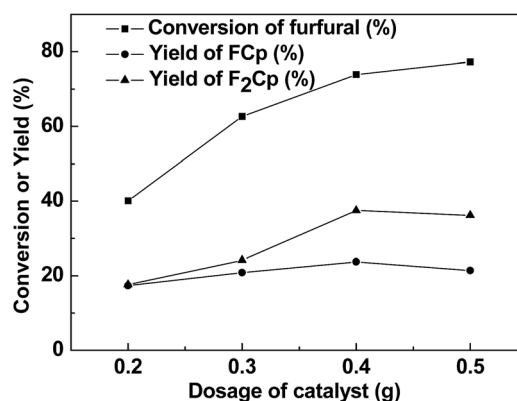 Conversion of furfural (%)
Yield of FCp (%)
Yield of F₂Cp (%)
Conversion or Yield (%)
80
60
40
20
0
0.2 0.3 0.4 0.5
Dosage of catalyst (g)